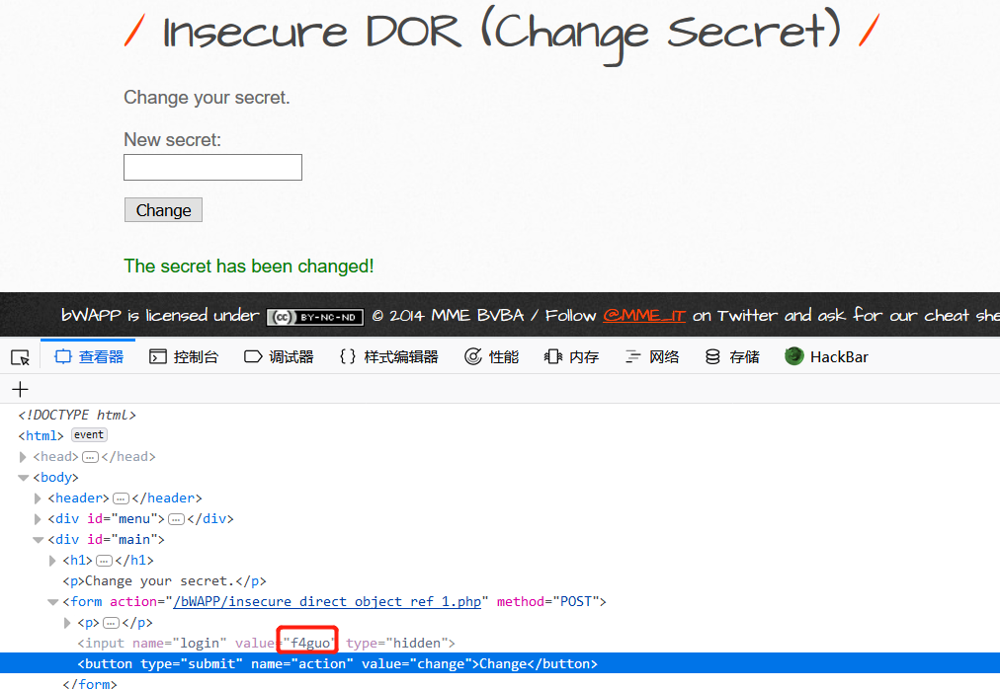 / Insecure DOR (Change Secret) /
Change your secret.
New secret:
Change
The secret has been changed!
bWAPP is licensed under (cc) BY-NC-ND © 2014 MME BVBA / Follow @MME_IT on Twitter and ask for our cheat she
查看器 控制台 调试器 {} 样式编辑器 性能 内存 网络 存储 HackBar
+
<!DOCTYPE html>
<html> event
<head>…</head>
<body>
<header>…</header>
<div id="menu">…</div>
<div id="main">
<h1>…</h1>
<p>Change your secret.</p>
<form action="/bWAPP/insecure_direct_object_ref_1.php" method="POST">
<p>…</p>
<input name="login" value="f4guo" type="hidden">
<button type="submit" name="action" value="change">Change</button>
</form>